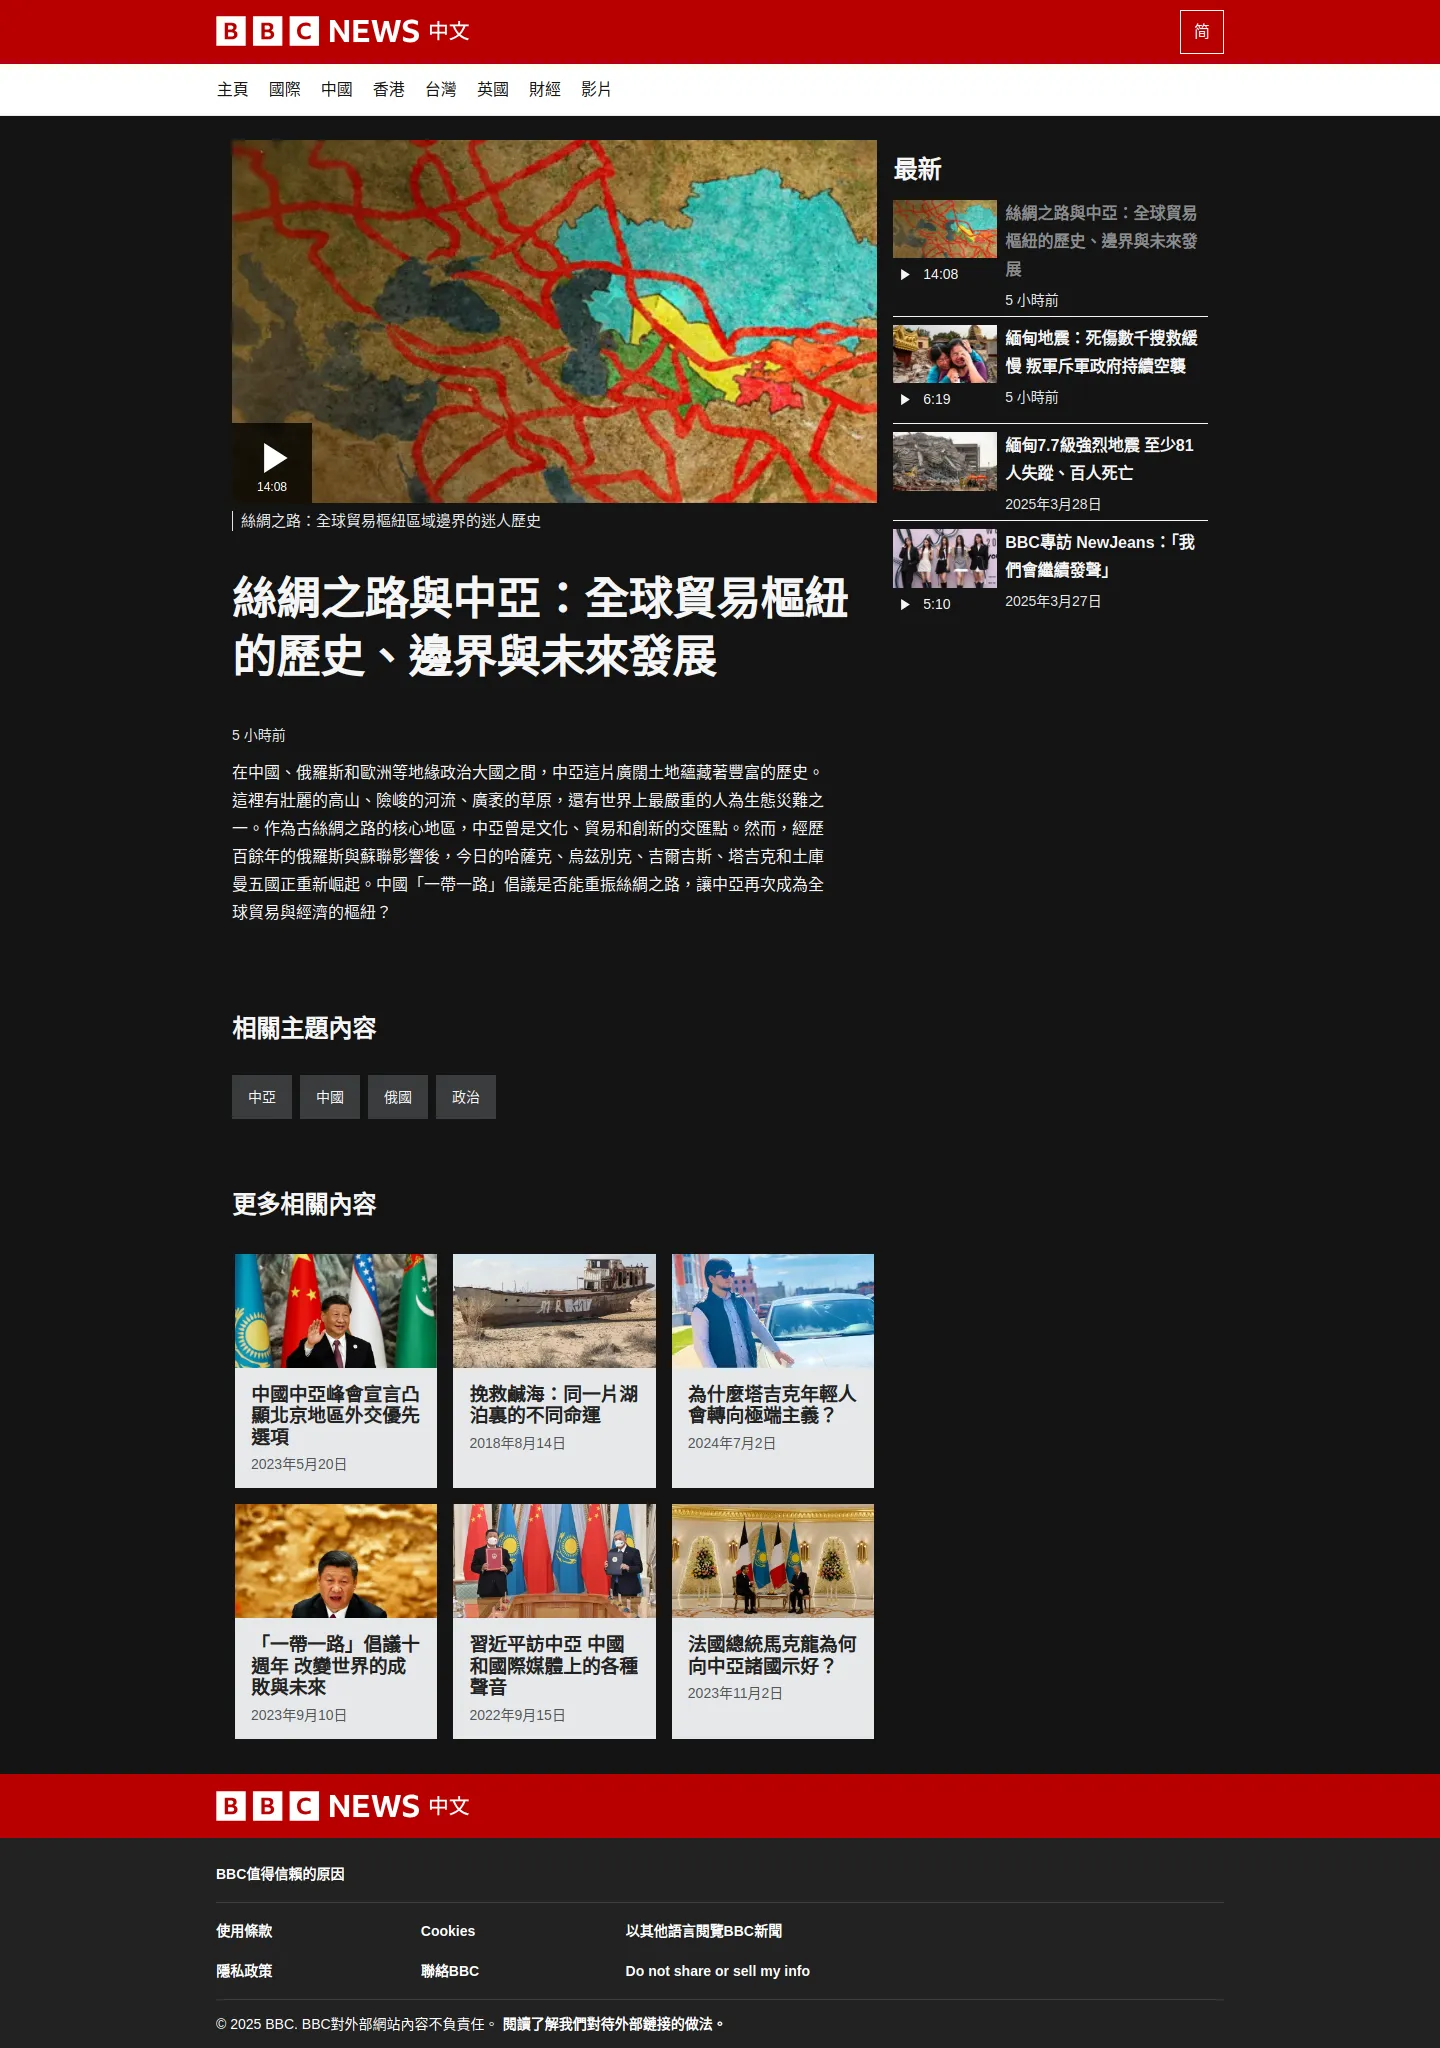 BBC NEWS 中文
简
主頁 國際 中國 香港 台灣 英國 財經 影片
14:08
絲綢之路：全球貿易樞紐區域邊界的迷人歷史
絲綢之路與中亞：全球貿易樞紐
的歷史、邊界與未來發展
5 小時前
在中國、俄羅斯和歐洲等地緣政治大國之間，中亞這片廣闊土地蘊藏著豐富的歷史。
這裡有壯麗的高山、險峻的河流、廣袤的草原，還有世界上最嚴重的人為生態災難之
一。作為古絲綢之路的核心地區，中亞曾是文化、貿易和創新的交匯點。然而，經歷
百餘年的俄羅斯與蘇聯影響後，今日的哈薩克、烏茲別克、吉爾吉斯、塔吉克和土庫
曼五國正重新崛起。中國「一帶一路」倡議是否能重振絲綢之路，讓中亞再次成為全
球貿易與經濟的樞紐？
最新
絲綢之路與中亞：全球貿易
樞紐的歷史、邊界與未來發
展
14:08
5 小時前
緬甸地震：死傷數千搜救緩
慢 叛軍斥軍政府持續空襲
6:19
5 小時前
緬甸7.7級強烈地震 至少81
人失蹤、百人死亡
2025年3月28日
BBC專訪 NewJeans：「我
們會繼續發聲」
5:10
2025年3月27日
相關主題內容
中亞 中國 俄國 政治
更多相關內容
中國中亞峰會宣言凸
顯北京地區外交優先
選項
2023年5月20日
挽救鹹海：同一片湖
泊裏的不同命運
2018年8月14日
為什麼塔吉克年輕人
會轉向極端主義？
2024年7月2日
「一帶一路」倡議十
週年 改變世界的成
敗與未來
2023年9月10日
習近平訪中亞 中國
和國際媒體上的各種
聲音
2022年9月15日
法國總統馬克龍為何
向中亞諸國示好？
2023年11月2日
BBC NEWS 中文
BBC值得信賴的原因
使用條款 Cookies 以其他語言閱覽BBC新聞
隱私政策 聯絡BBC Do not share or sell my info
© 2025 BBC. BBC對外部網站內容不負責任。 閱讀了解我們對待外部鏈接的做法。